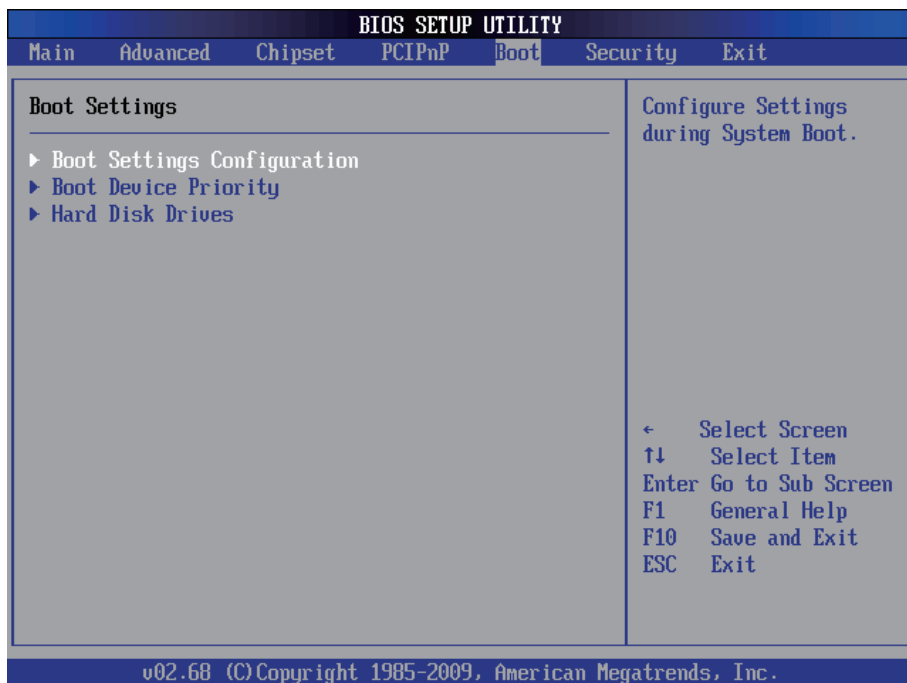 BIOS SETUP UTILITY
Main Advanced Chipset PCIPnP Boot Security Exit
Boot Settings
▶ Boot Settings Configuration
▶ Boot Device Priority
▶ Hard Disk Drives
Configure Settings
during System Boot.
← Select Screen
↑↓ Select Item
Enter Go to Sub Screen
F1 General Help
F10 Save and Exit
ESC Exit
v02.68 (C)Copyright 1985-2009, American Megatrends, Inc.